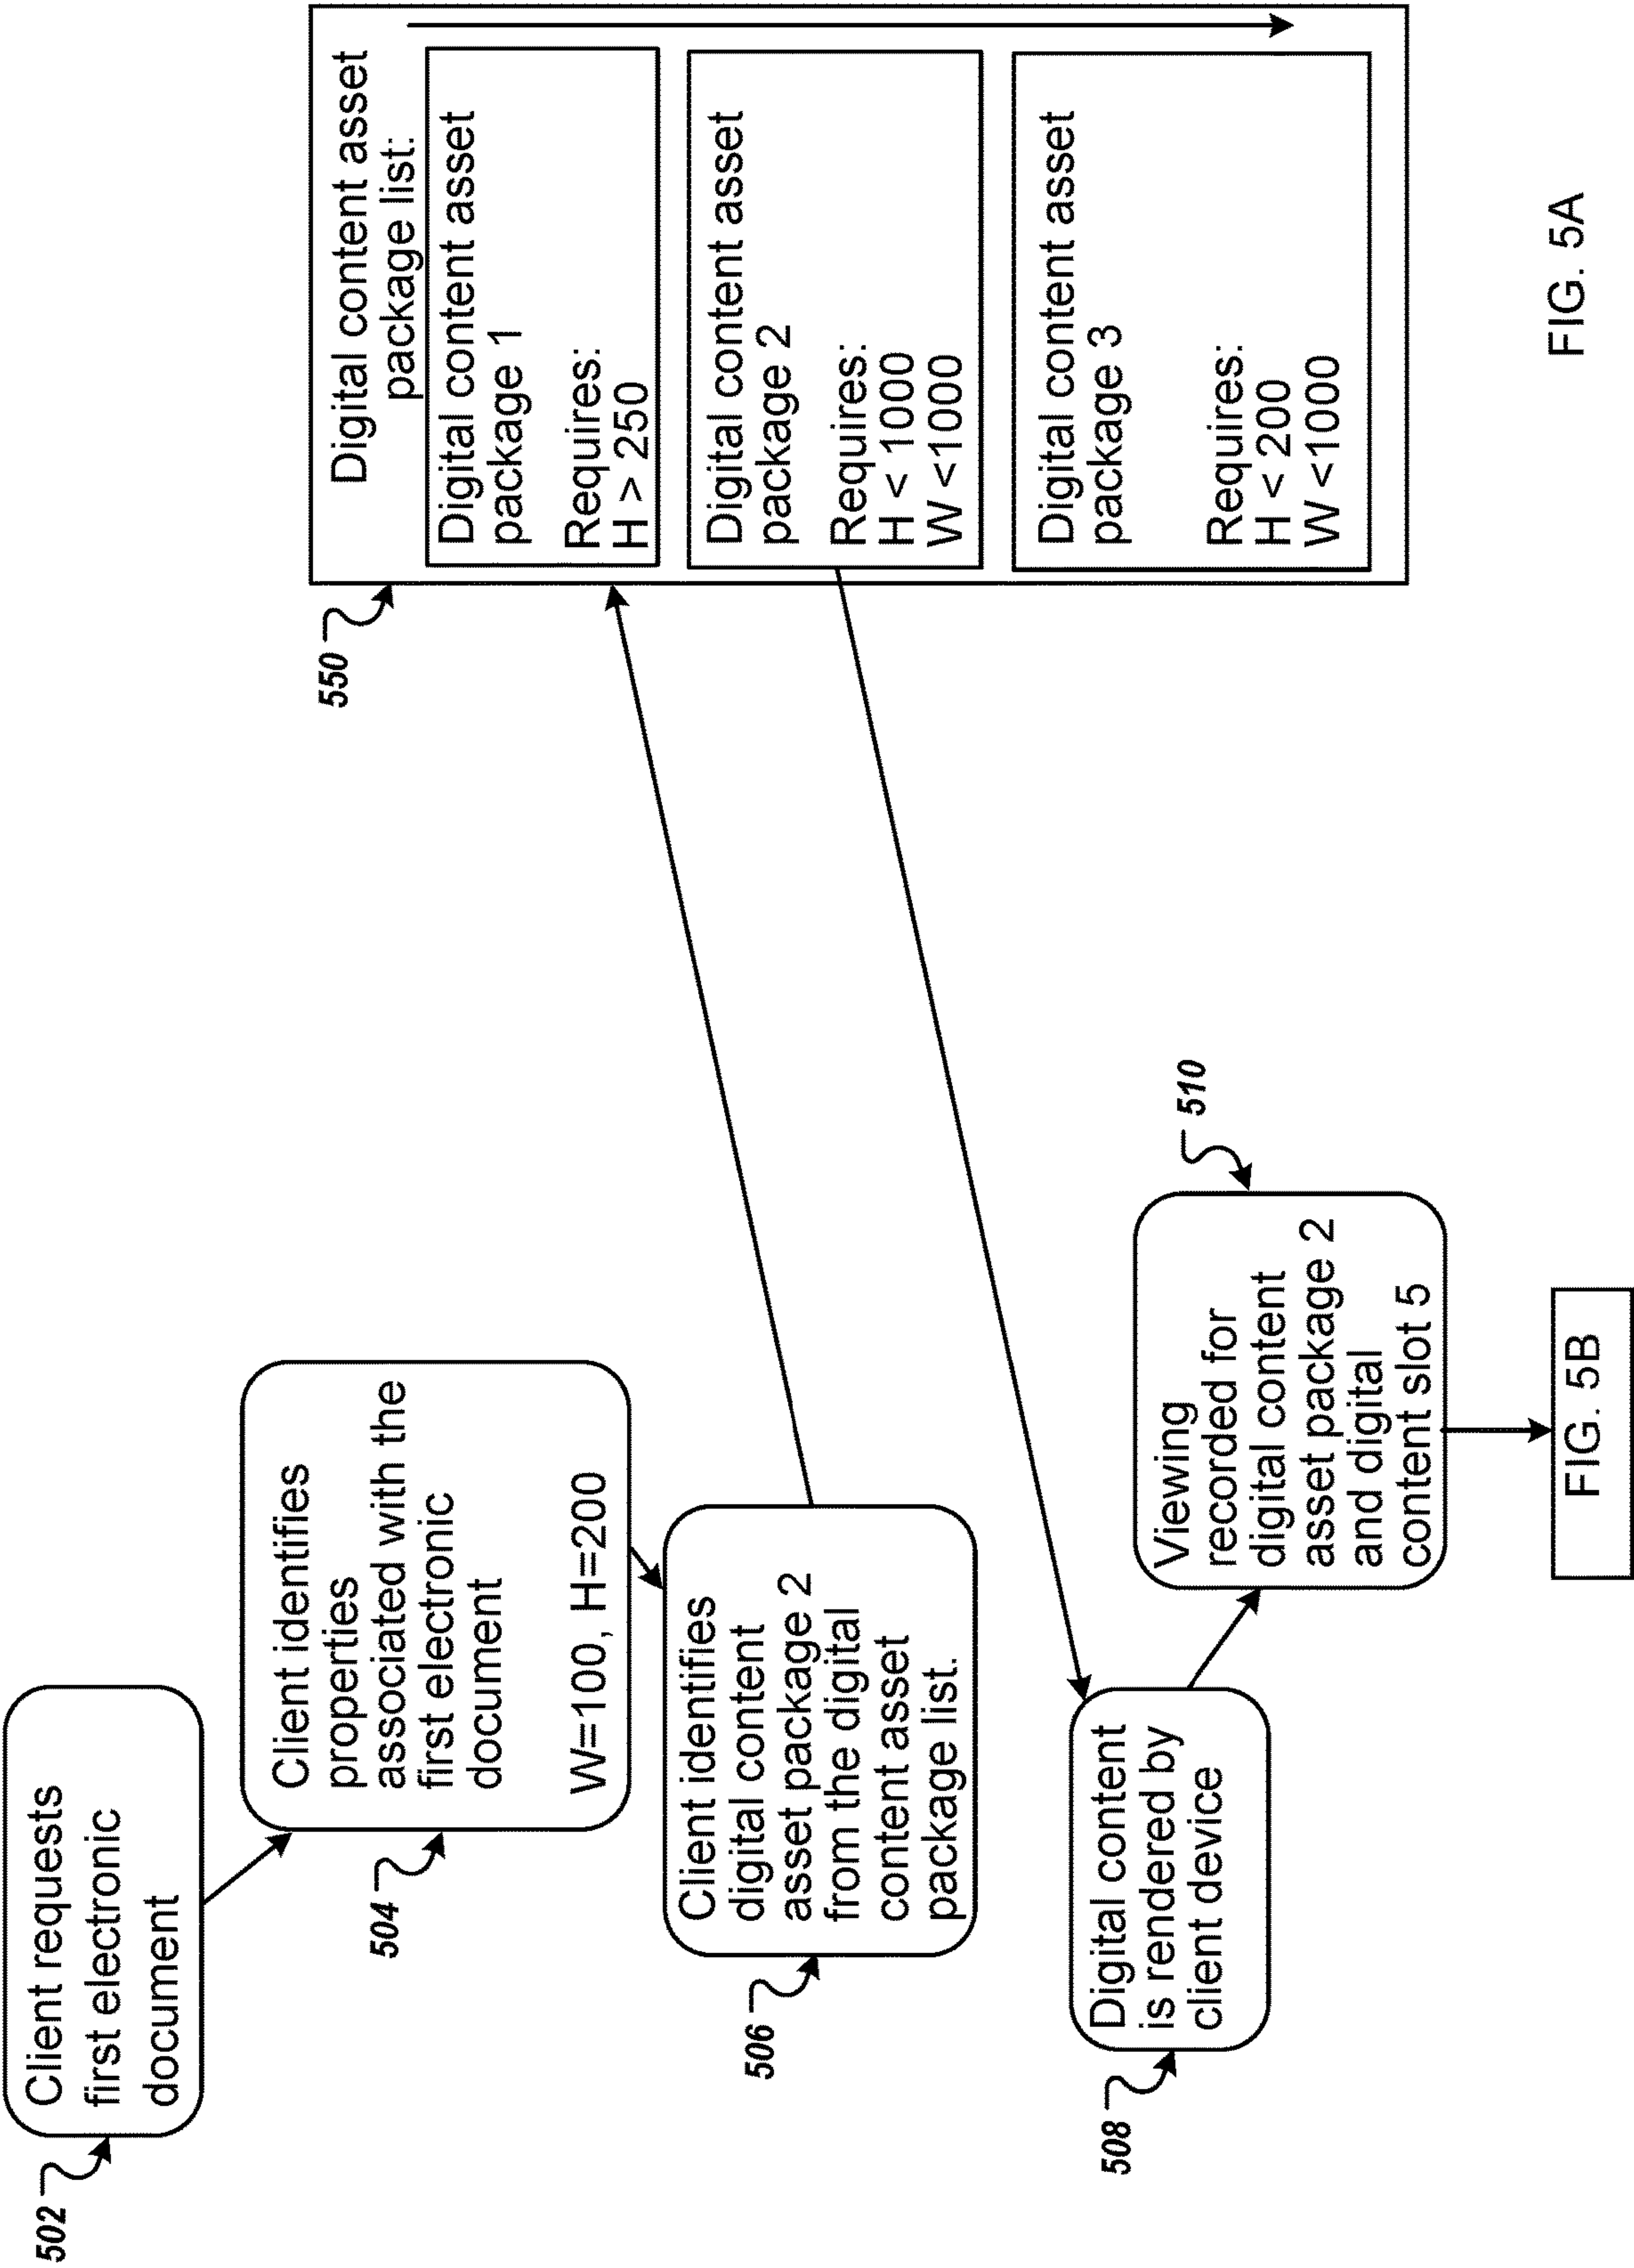 502
Client requests
first electronic
document
504
Client identifies
properties
associated with the
first electronic
document
W=100, H=200
506
Client identifies
digital content
asset package 2
from the digital
content asset
package list.
508
Digital content
is rendered by
client device
510
Viewing
recorded for
digital content
asset package 2
and digital
content slot 5
FIG. 5B
550
Digital content asset
package list:
Digital content asset
package 1
Requires:
H > 250
Digital content asset
package 2
Requires:
H < 1000
W <1000
Digital content asset
package 3
Requires:
H < 200
W <1000
FIG. 5A